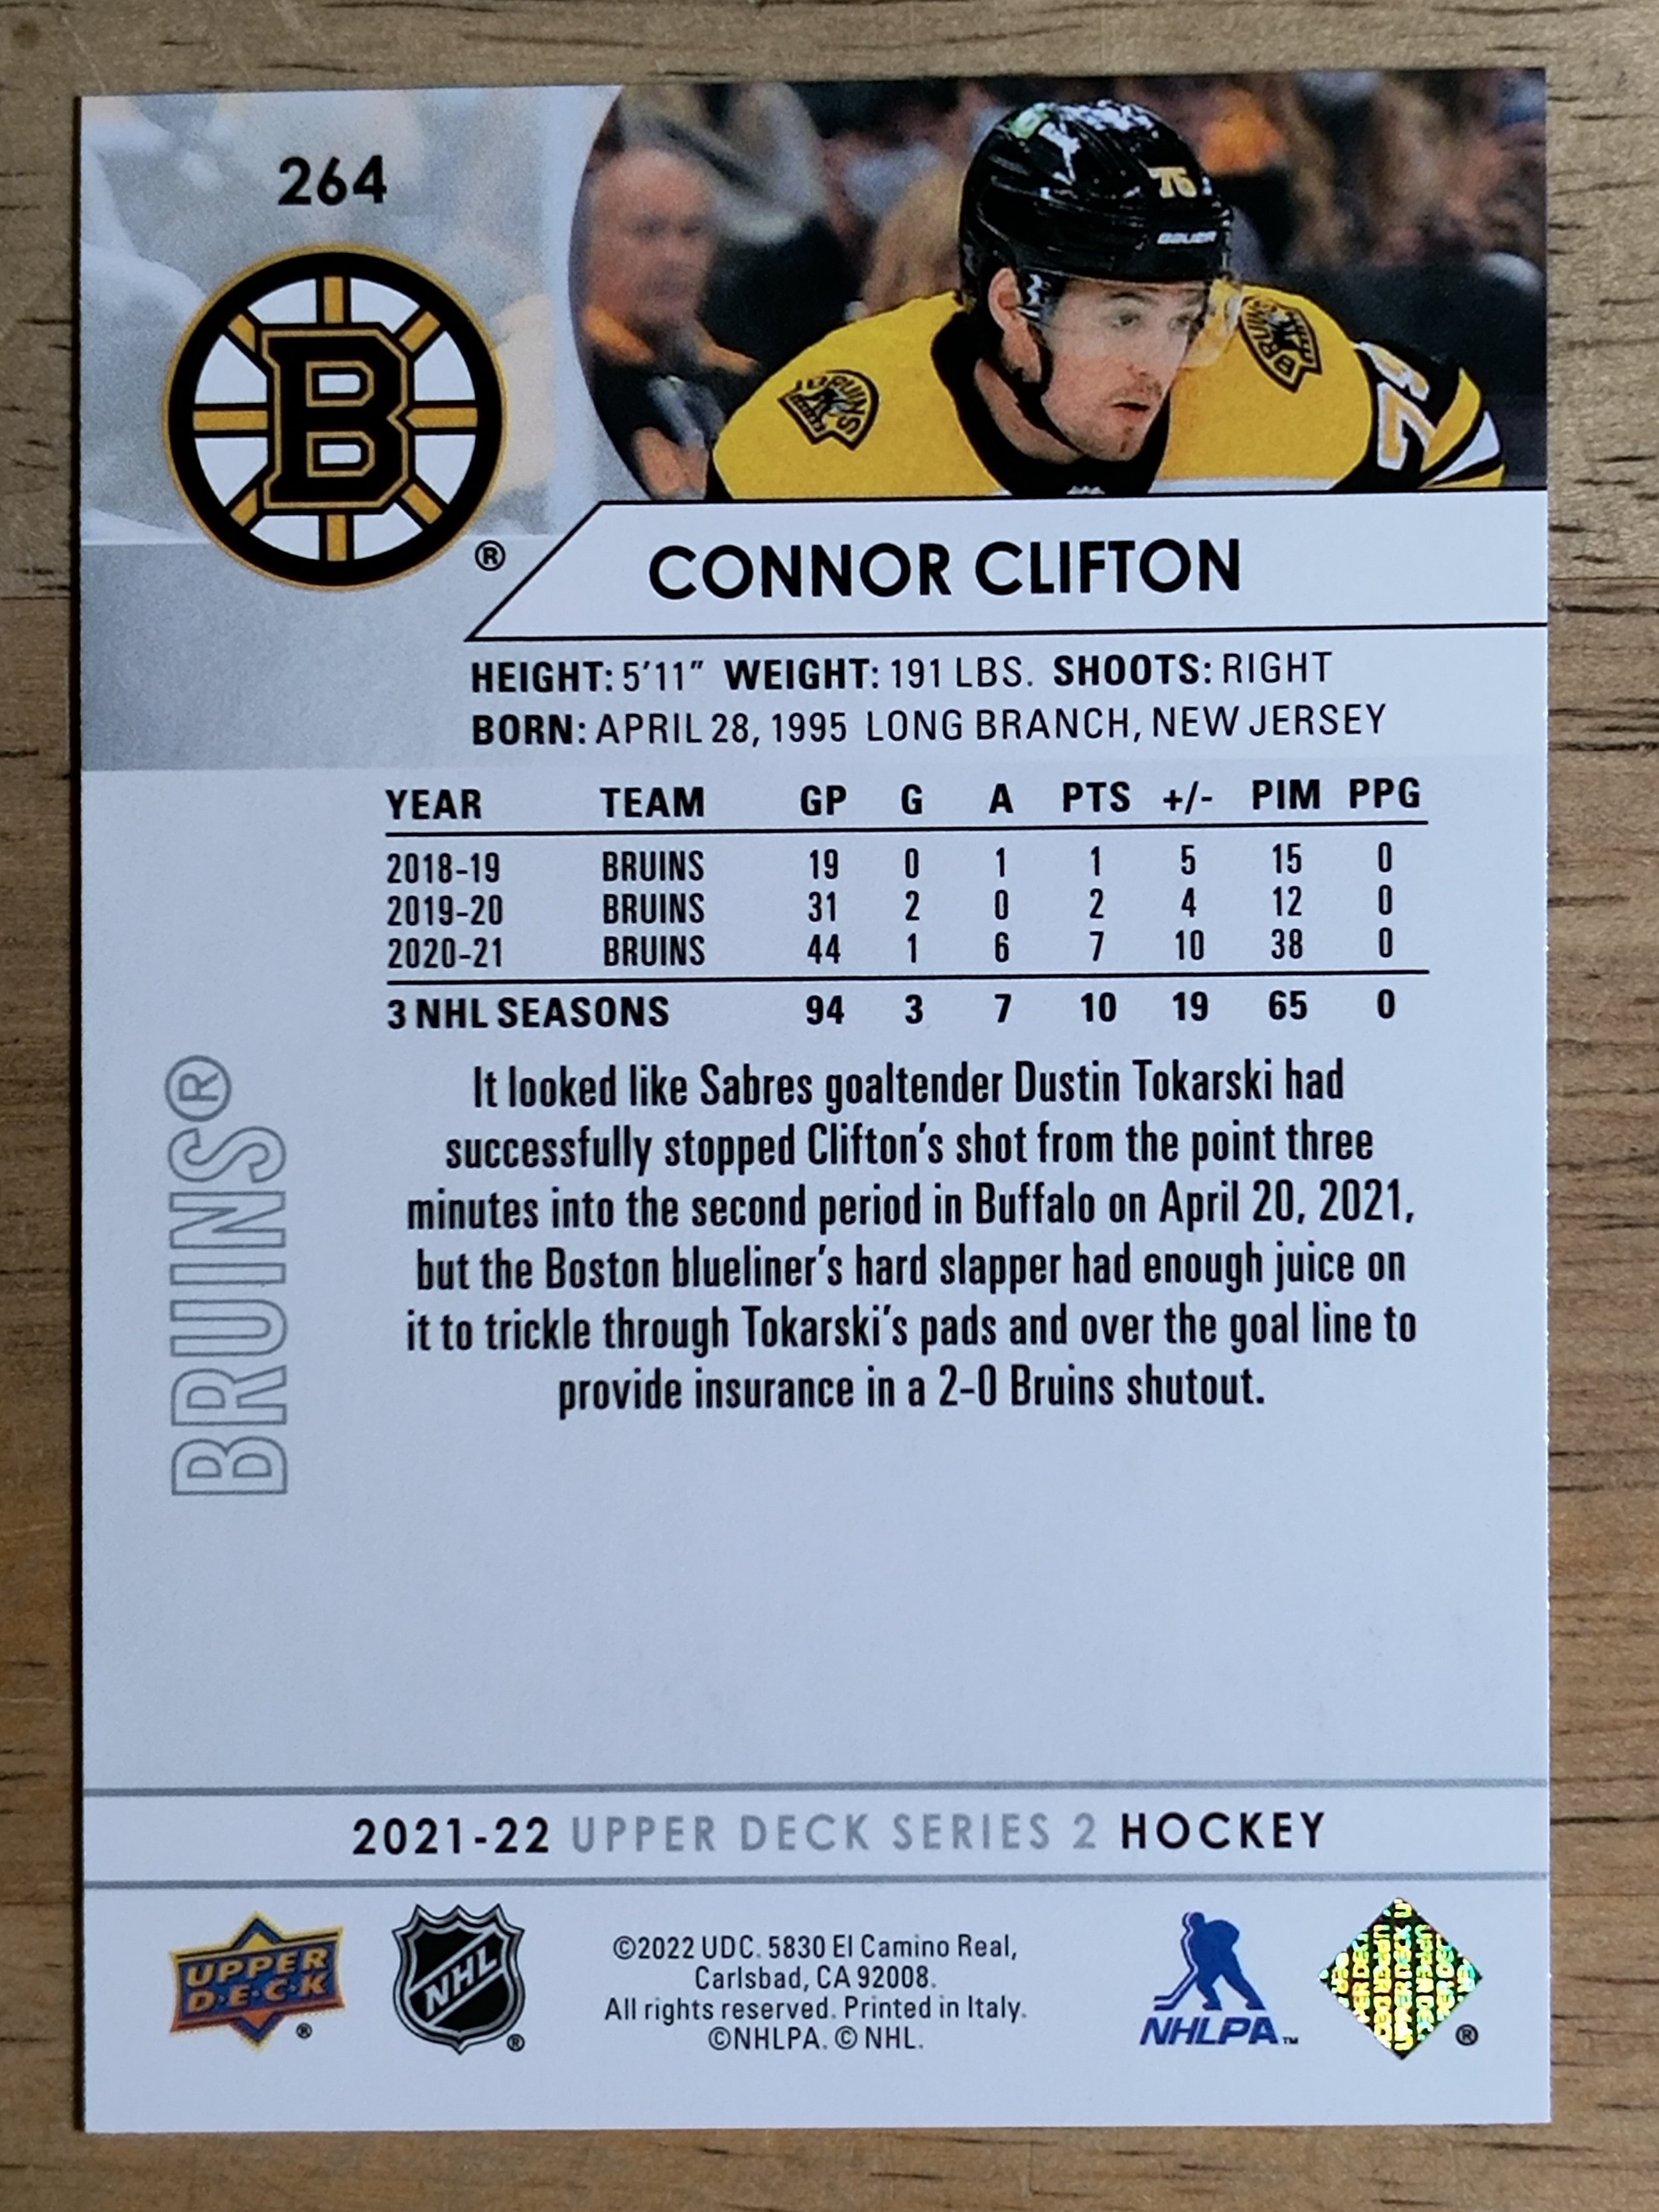 264
75
BAUER
BRUINS
BRUINS
75
B
®
CONNOR CLIFTON
HEIGHT: 5'11" WEIGHT: 191 LBS. SHOOTS: RIGHT
BORN: APRIL 28, 1995 LONG BRANCH, NEW JERSEY
YEAR TEAM GP G A PTS +/- PIM PPG
2018-19 BRUINS 19 0 1 1 5 15 0
2019-20 BRUINS 31 2 0 2 4 12 0
2020-21 BRUINS 44 1 6 7 10 38 0
3 NHL SEASONS 94 3 7 10 19 65 0
BRUINS®
It looked like Sabres goaltender Dustin Tokarski had
successfully stopped Clifton's shot from the point three
minutes into the second period in Buffalo on April 20, 2021,
but the Boston blueliner's hard slapper had enough juice on
it to trickle through Tokarski's pads and over the goal line to
provide insurance in a 2-0 Bruins shutout.
2021-22 UPPER DECK SERIES 2 HOCKEY
UPPER
D·E·C·K
®
NHL
®
©2022 UDC. 5830 El Camino Real,
Carlsbad, CA 92008.
All rights reserved. Printed in Italy.
©NHLPA. © NHL.
NHLPA™
UPPER DECK
®